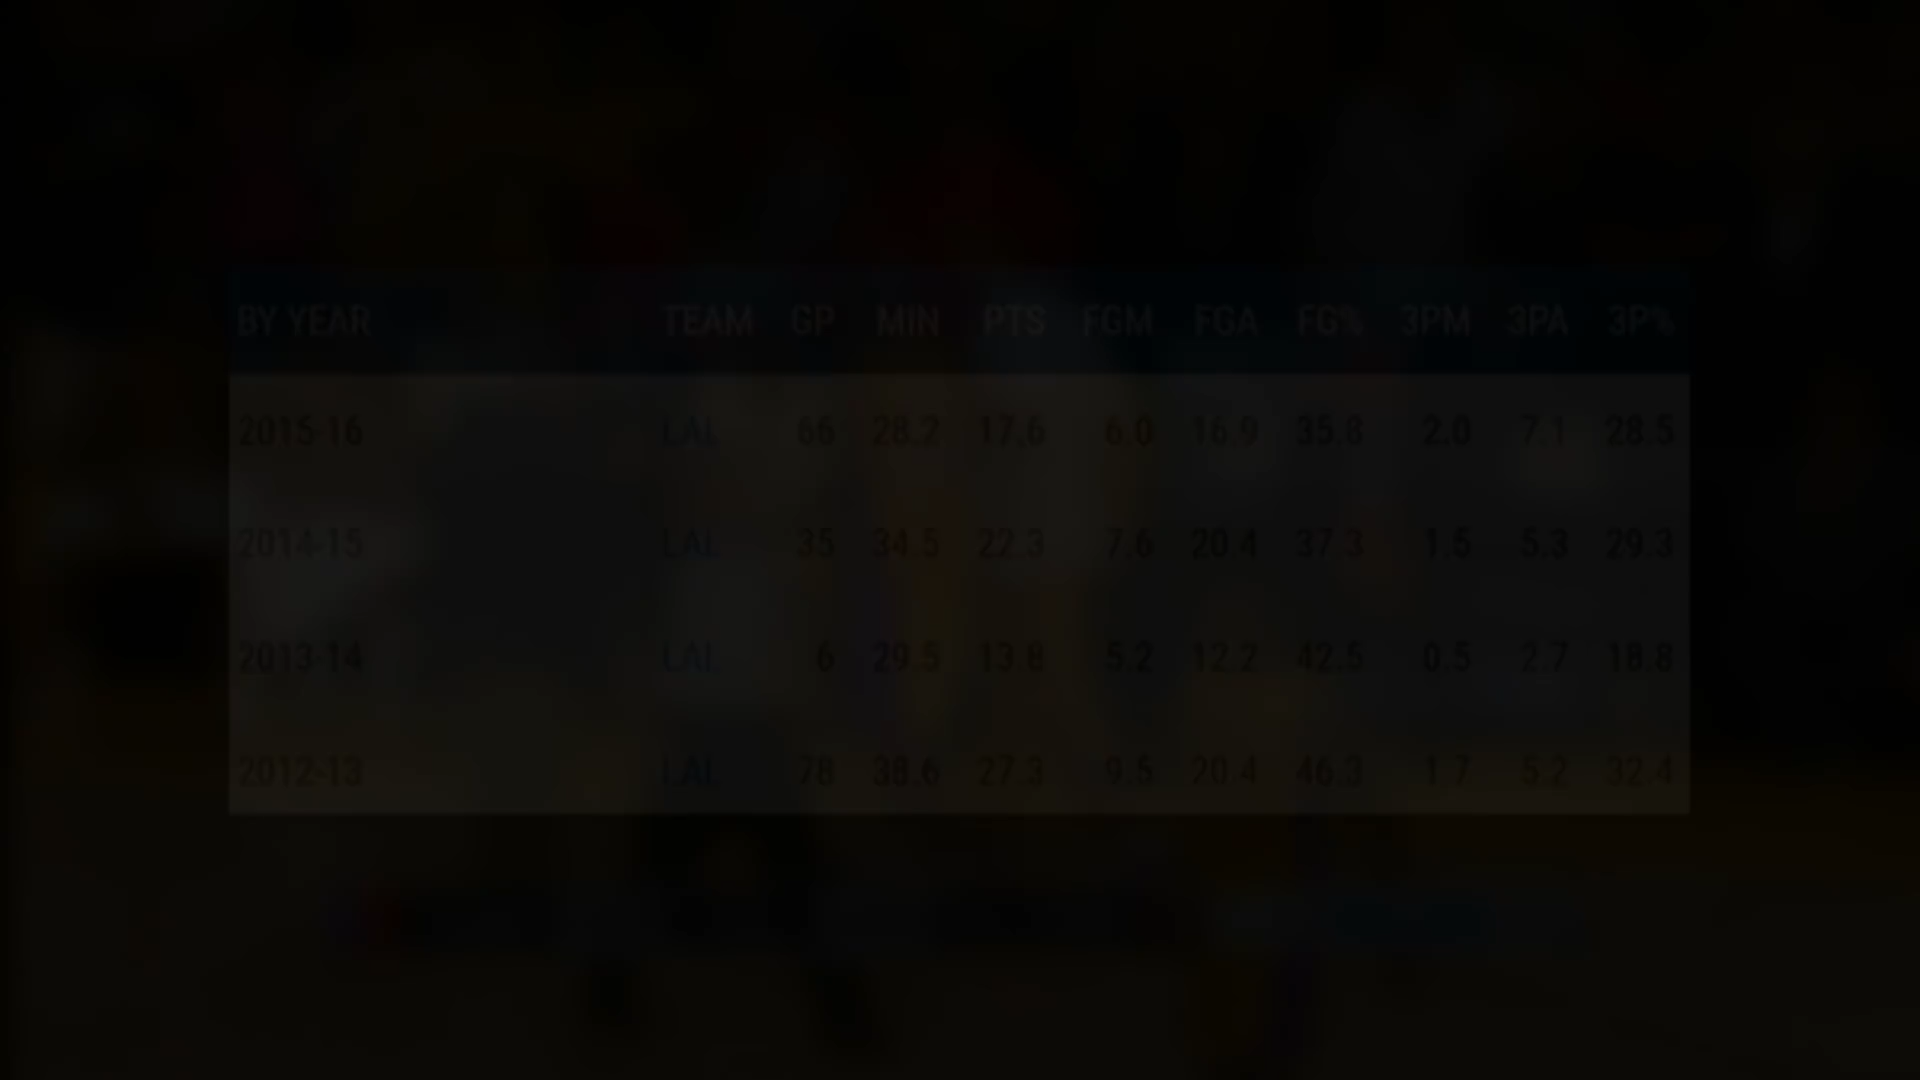 BY YEAR TEAM GP MIN PTS FGM FGA FG% 3PM 3PA 3P%
2015-16 LAL 66 28.2 17.6 6.0 16.9 35.8 2.0 7.1 28.5
2014-15 LAL 35 34.5 22.3 7.6 20.4 37.3 1.5 5.3 29.3
2013-14 LAL 6 29.5 13.8 5.2 12.2 42.5 0.5 2.7 18.8
2012-13 LAL 78 38.6 27.3 9.5 20.4 46.3 1.7 5.2 32.4